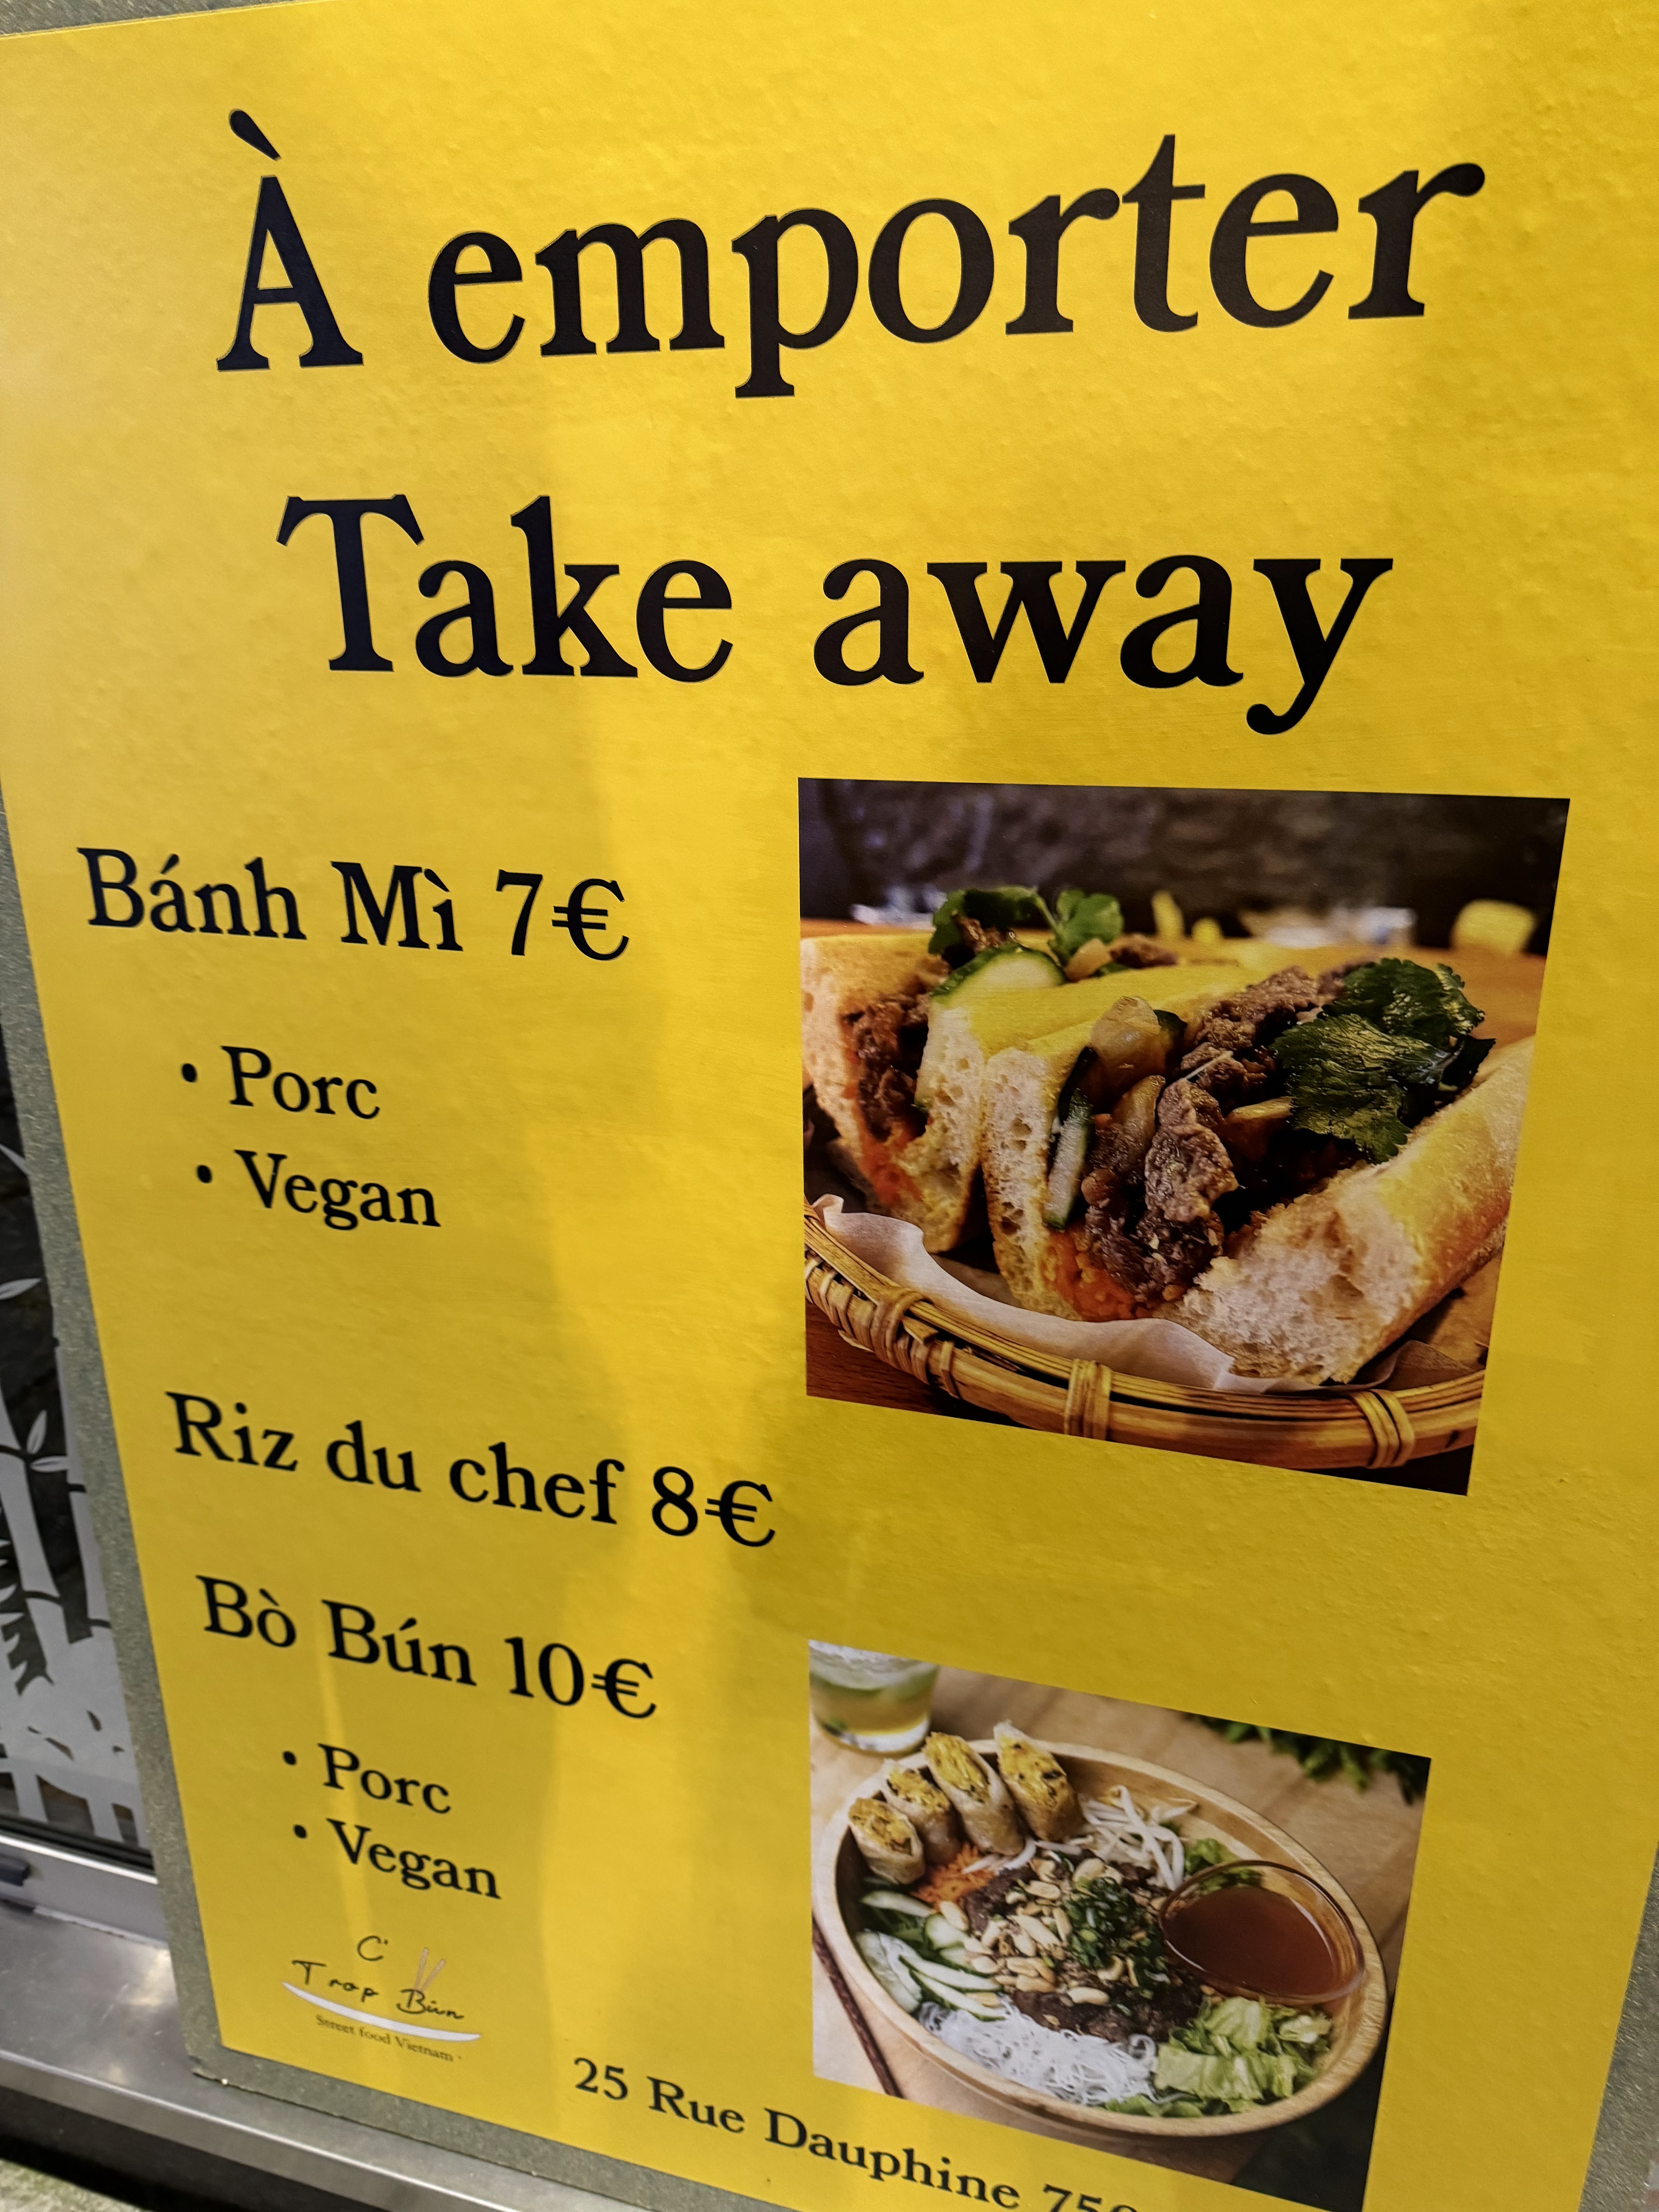 À emporter
Take away
Bánh Mì 7€
• Porc
• Vegan
Riz du chef 8€
Bò Bún 10€
• Porc
• Vegan
C'
Trop Bún
Street food Vietnam
25 Rue Dauphine